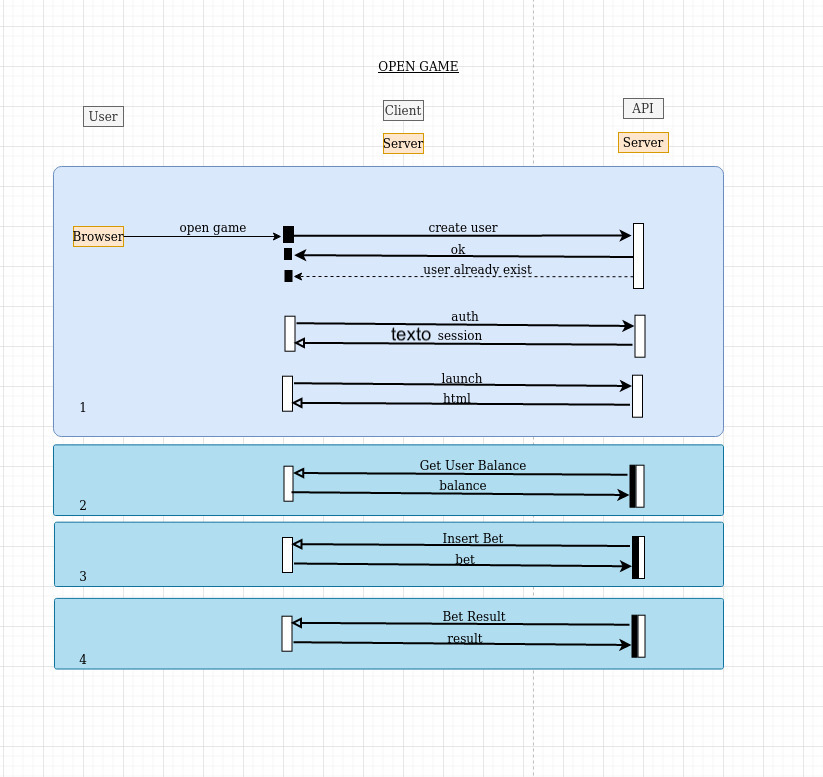 OPEN GAME
User
Client
API
Server
Server
Browser
open game
create user
ok
user already exist
auth
texto session
launch
html
1
Get User Balance
balance
2
Insert Bet
bet
3
Bet Result
result
4